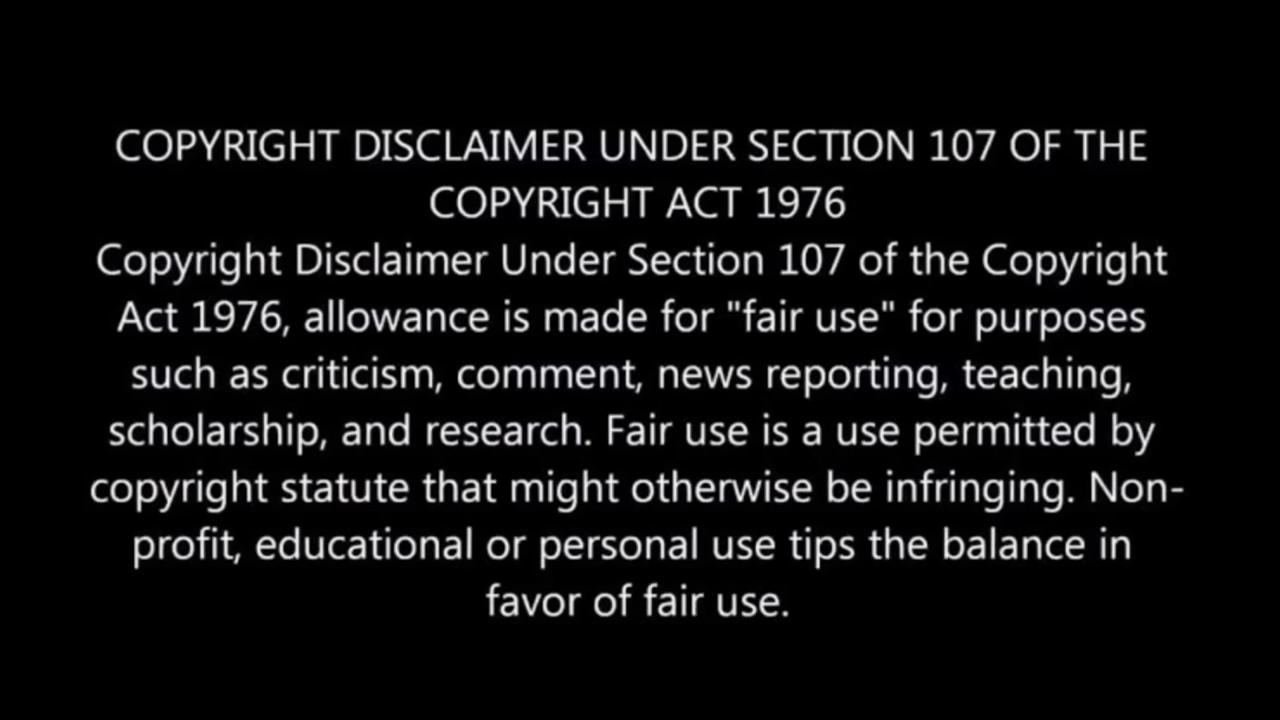 COPYRIGHT DISCLAIMER UNDER SECTION 107 OF THE
COPYRIGHT ACT 1976
Copyright Disclaimer Under Section 107 of the Copyright
Act 1976, allowance is made for "fair use" for purposes
such as criticism, comment, news reporting, teaching,
scholarship, and research. Fair use is a use permitted by
copyright statute that might otherwise be infringing. Non-
profit, educational or personal use tips the balance in
favor of fair use.